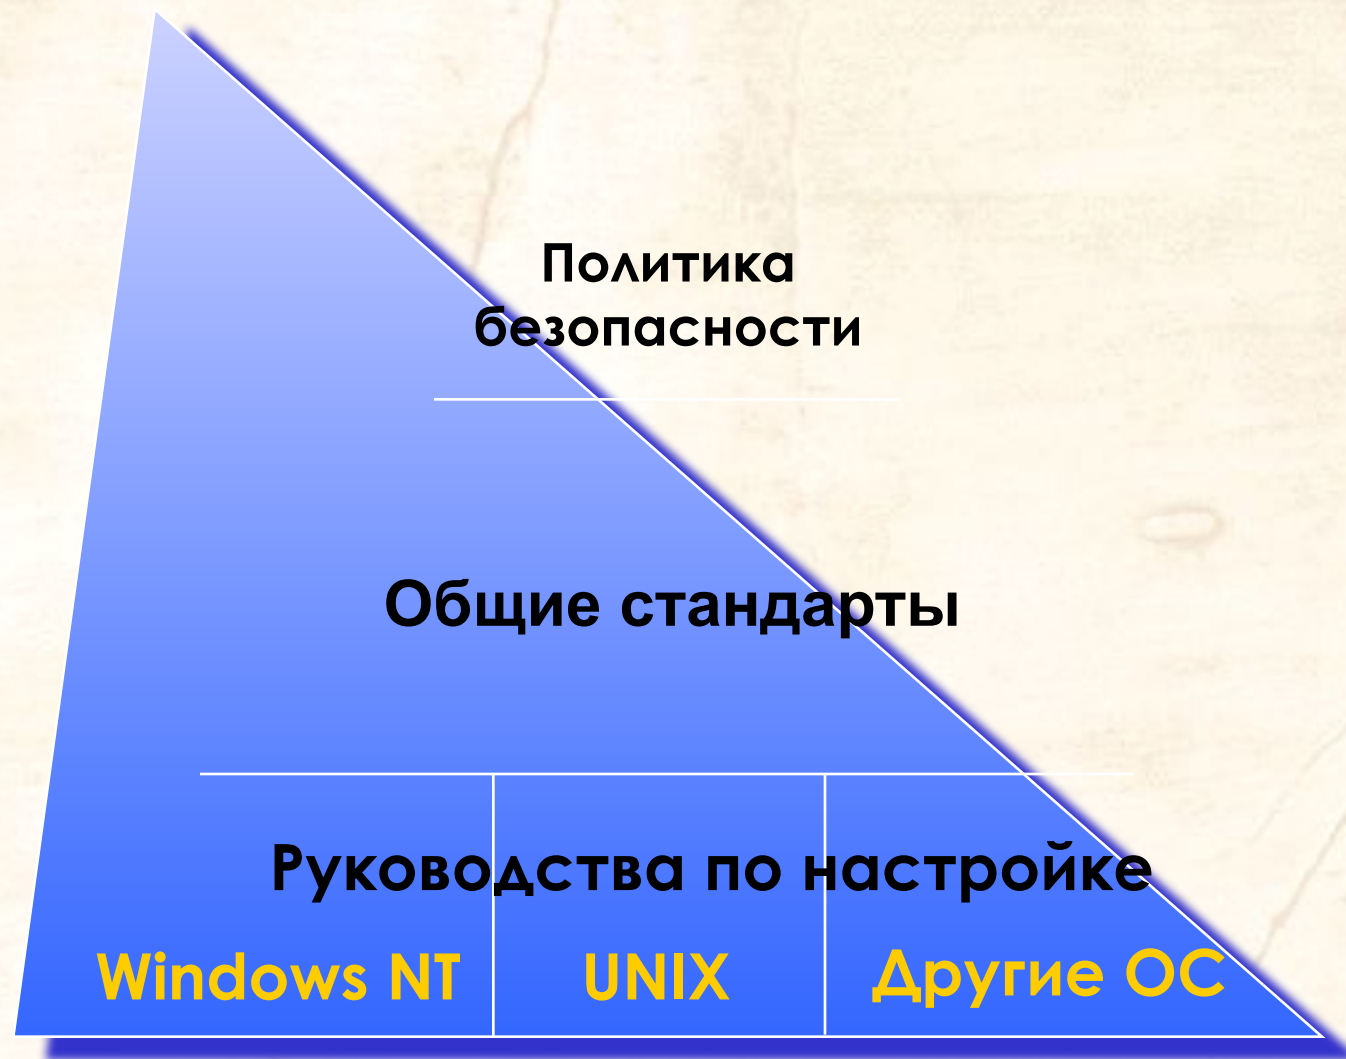 Политика
безопасности
Общие стандарты
Руководства по настройке
Windows NT
UNIX
Другие ОС